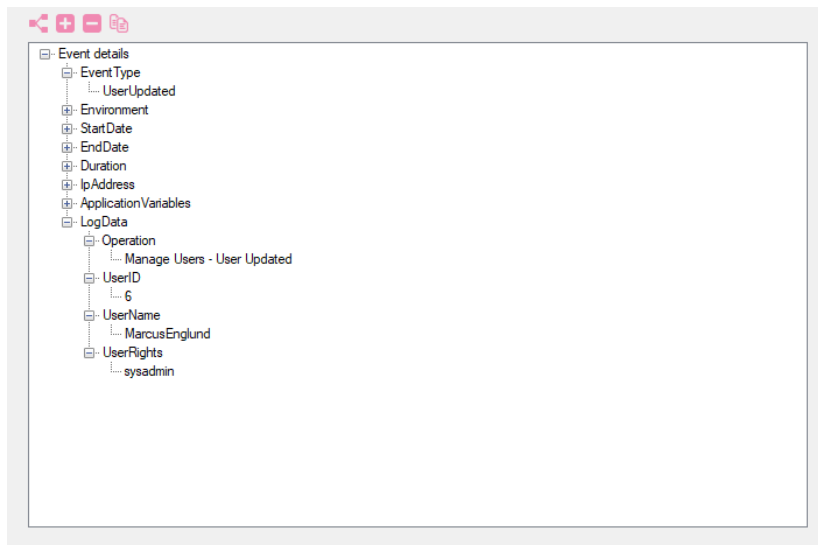 Event details
EventType
UserUpdated
Environment
StartDate
EndDate
Duration
IpAddress
ApplicationVariables
LogData
Operation
Manage Users - User Updated
UserID
6
UserName
MarcusEnglund
UserRights
sysadmin